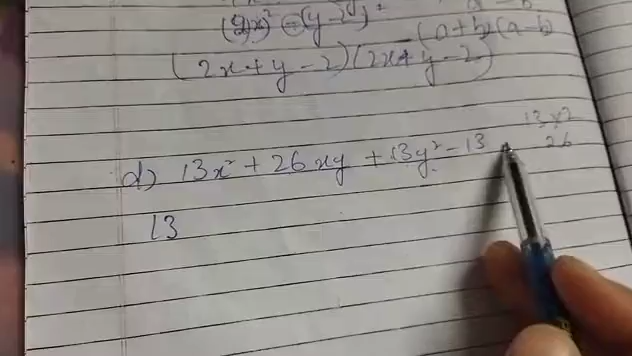 (2x)² - (y-2)²
(a+b)(a-b)
(2x+y-2)(2x+y-2)
13x2
d) 13x² + 26xy + 13y² - 13
26
13